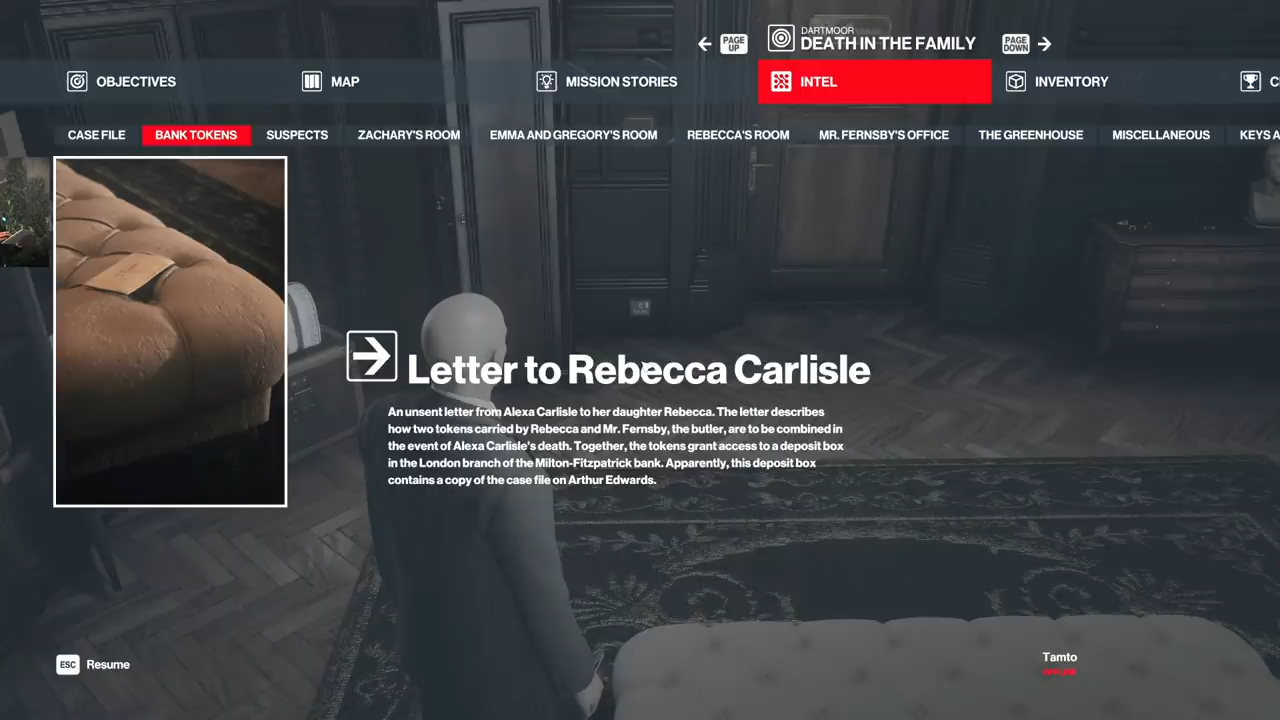 PAGE UP
DARTMOOR
DEATH IN THE FAMILY
PAGE DOWN
OBJECTIVES
MAP
MISSION STORIES
INTEL
INVENTORY
C
CASE FILE
BANK TOKENS
SUSPECTS
ZACHARY'S ROOM
EMMA AND GREGORY'S ROOM
REBECCA'S ROOM
MR. FERNSBY'S OFFICE
THE GREENHOUSE
MISCELLANEOUS
KEYS A
Letter to Rebecca Carlisle
An unsent letter from Alexa Carlisle to her daughter Rebecca. The letter describes
how two tokens carried by Rebecca and Mr. Fernsby, the butler, are to be combined in
the event of Alexa Carlisle's death. Together, the tokens grant access to a deposit box
in the London branch of the Milton-Fitzpatrick bank. Apparently, this deposit box
contains a copy of the case file on Arthur Edwards.
ESC Resume
Tamto
OFFLINE